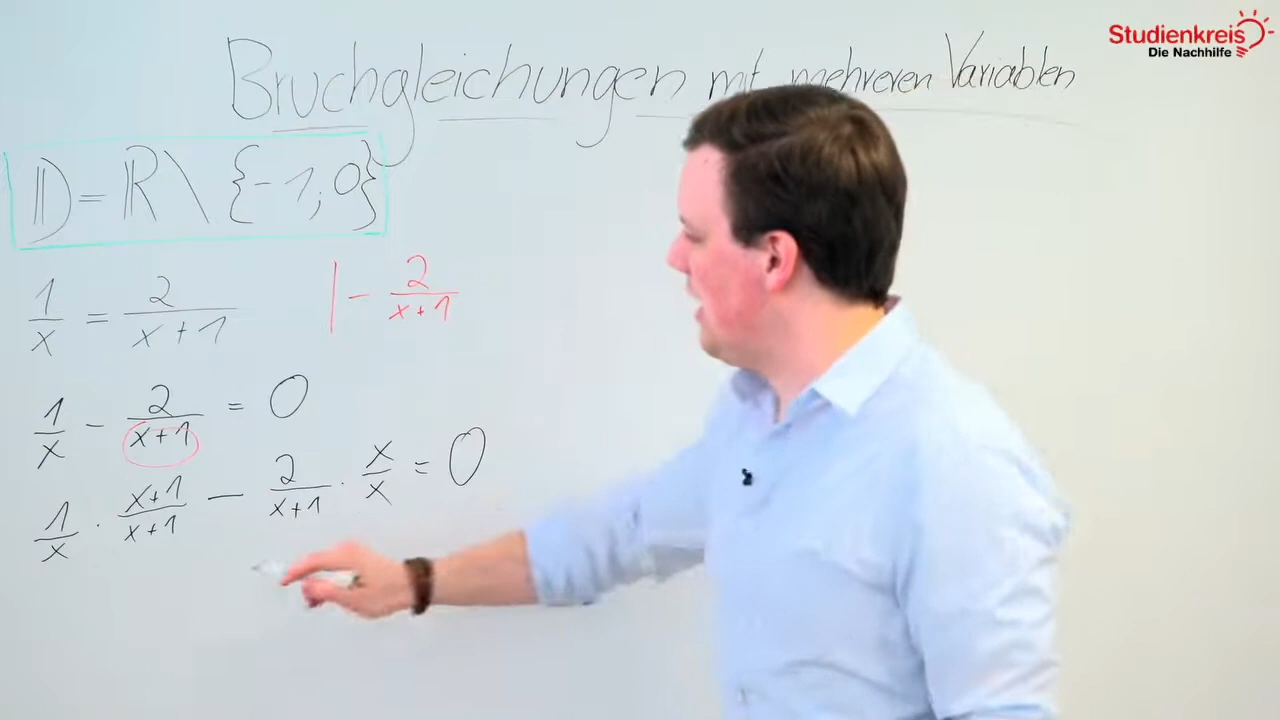 Studienkreis
Die Nachhilfe
Bruchgleichungen mit mehreren Variablen
𝔻 = ℝ \ {-1; 0}
1/x = 2/(x+1) | - 2/(x+1)
1/x - 2/(x+1) = 0
1/x · (x+1)/(x+1) - 2/(x+1) · x/x = 0